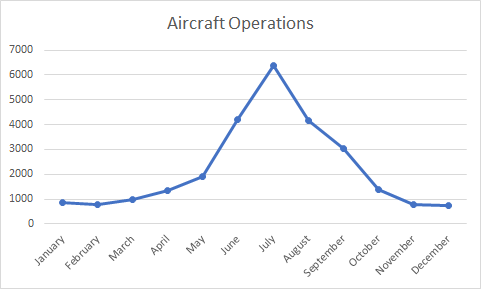 Aircraft Operations
7000
6000
5000
4000
3000
2000
1000
0
January
February
March
April
May
June
July
August
September
October
November
December